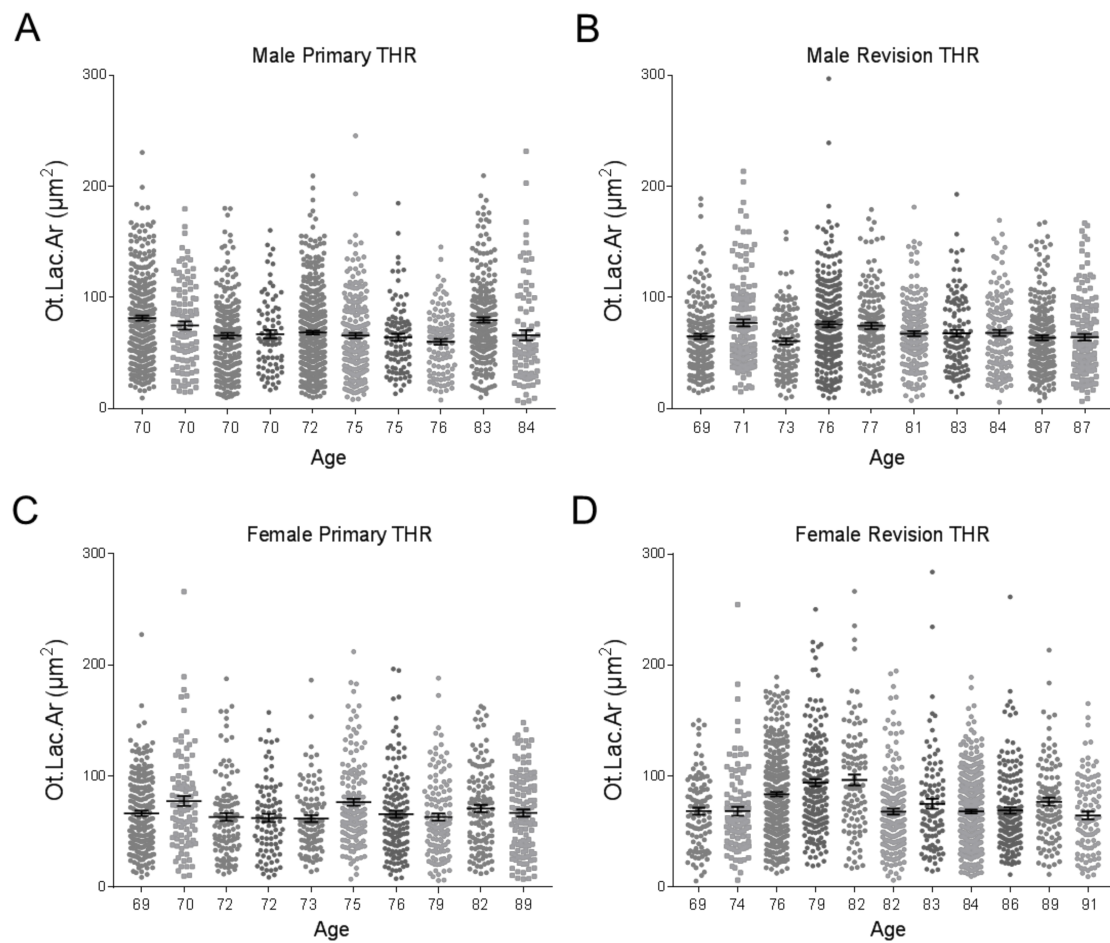 A
Male Primary THR
Ot.Lac.Ar (µm²)
300
200
100
0
70 70 70 70 72 75 75 76 83 84
Age
B
Male Revision THR
Ot.Lac.Ar (µm²)
300
200
100
0
69 71 73 76 77 81 83 84 87 87
Age
C
Female Primary THR
Ot.Lac.Ar (µm²)
300
200
100
0
69 70 72 72 73 75 76 79 82 89
Age
D
Female Revision THR
Ot.Lac.Ar (µm²)
300
200
100
0
69 74 76 79 82 82 83 84 86 89 91
Age